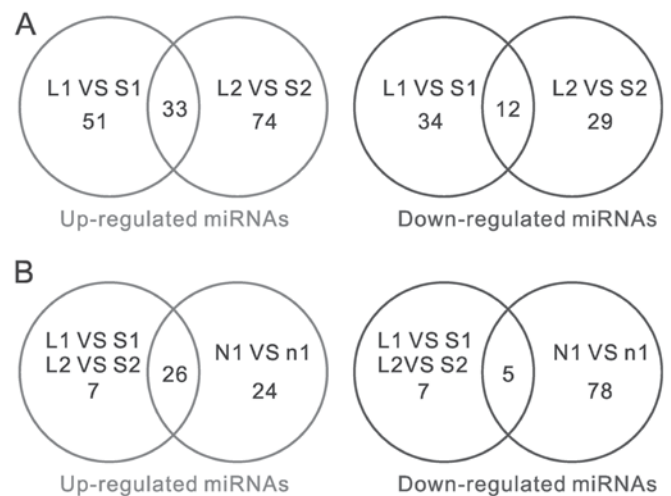 A
L1 VS S1
51
33
L2 VS S2
74
Up-regulated miRNAs
L1 VS S1
34
12
L2 VS S2
29
Down-regulated miRNAs
B
L1 VS S1
L2 VS S2
7
26
N1 VS n1
24
Up-regulated miRNAs
L1 VS S1
L2VS S2
7
5
N1 VS n1
78
Down-regulated miRNAs